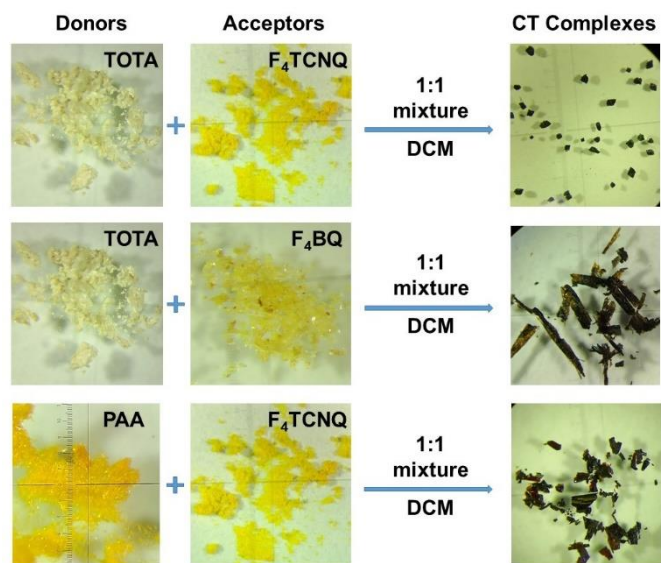 Donors
Acceptors
CT Complexes
TOTA
+
F₄TCNQ
1:1
mixture
DCM
TOTA
+
F₄BQ
1:1
mixture
DCM
PAA
+
F₄TCNQ
1:1
mixture
DCM